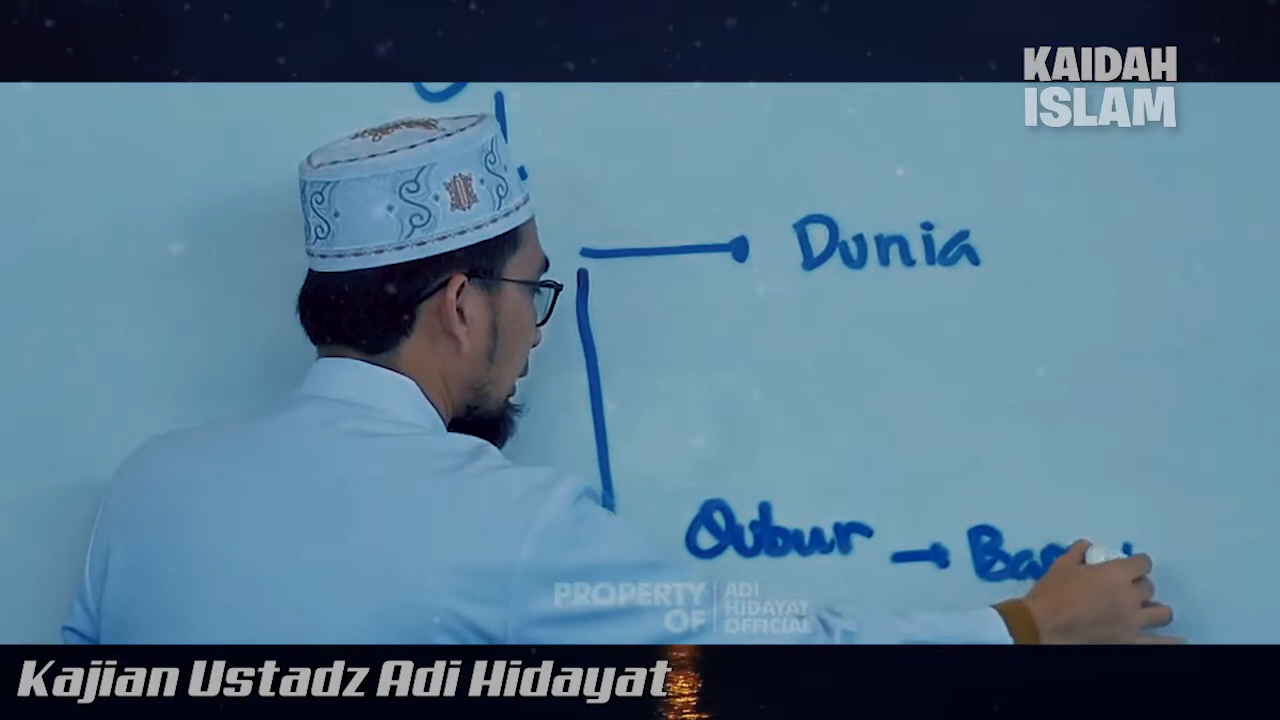 KAIDAH
ISLAM
Dunia
Qubur →
PROPERTY
OF
ADI
HIDAYAT
OFFICIAL
Kajian Ustadz Adi Hidayat